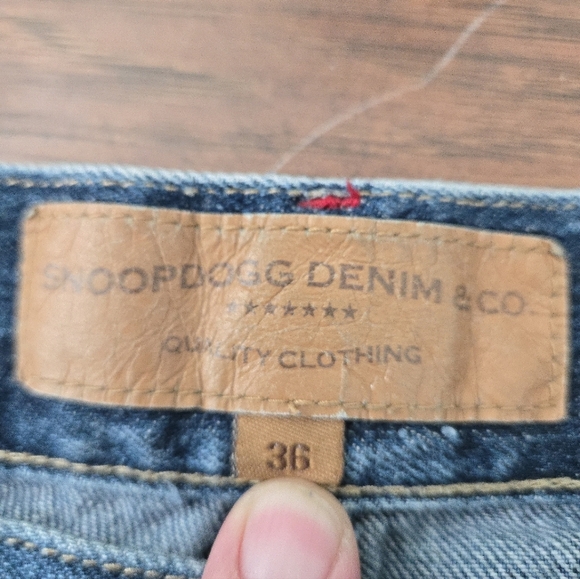 SNOOPDOGG DENIM & CO
★★★★★★★
QUALITY CLOTHING
36